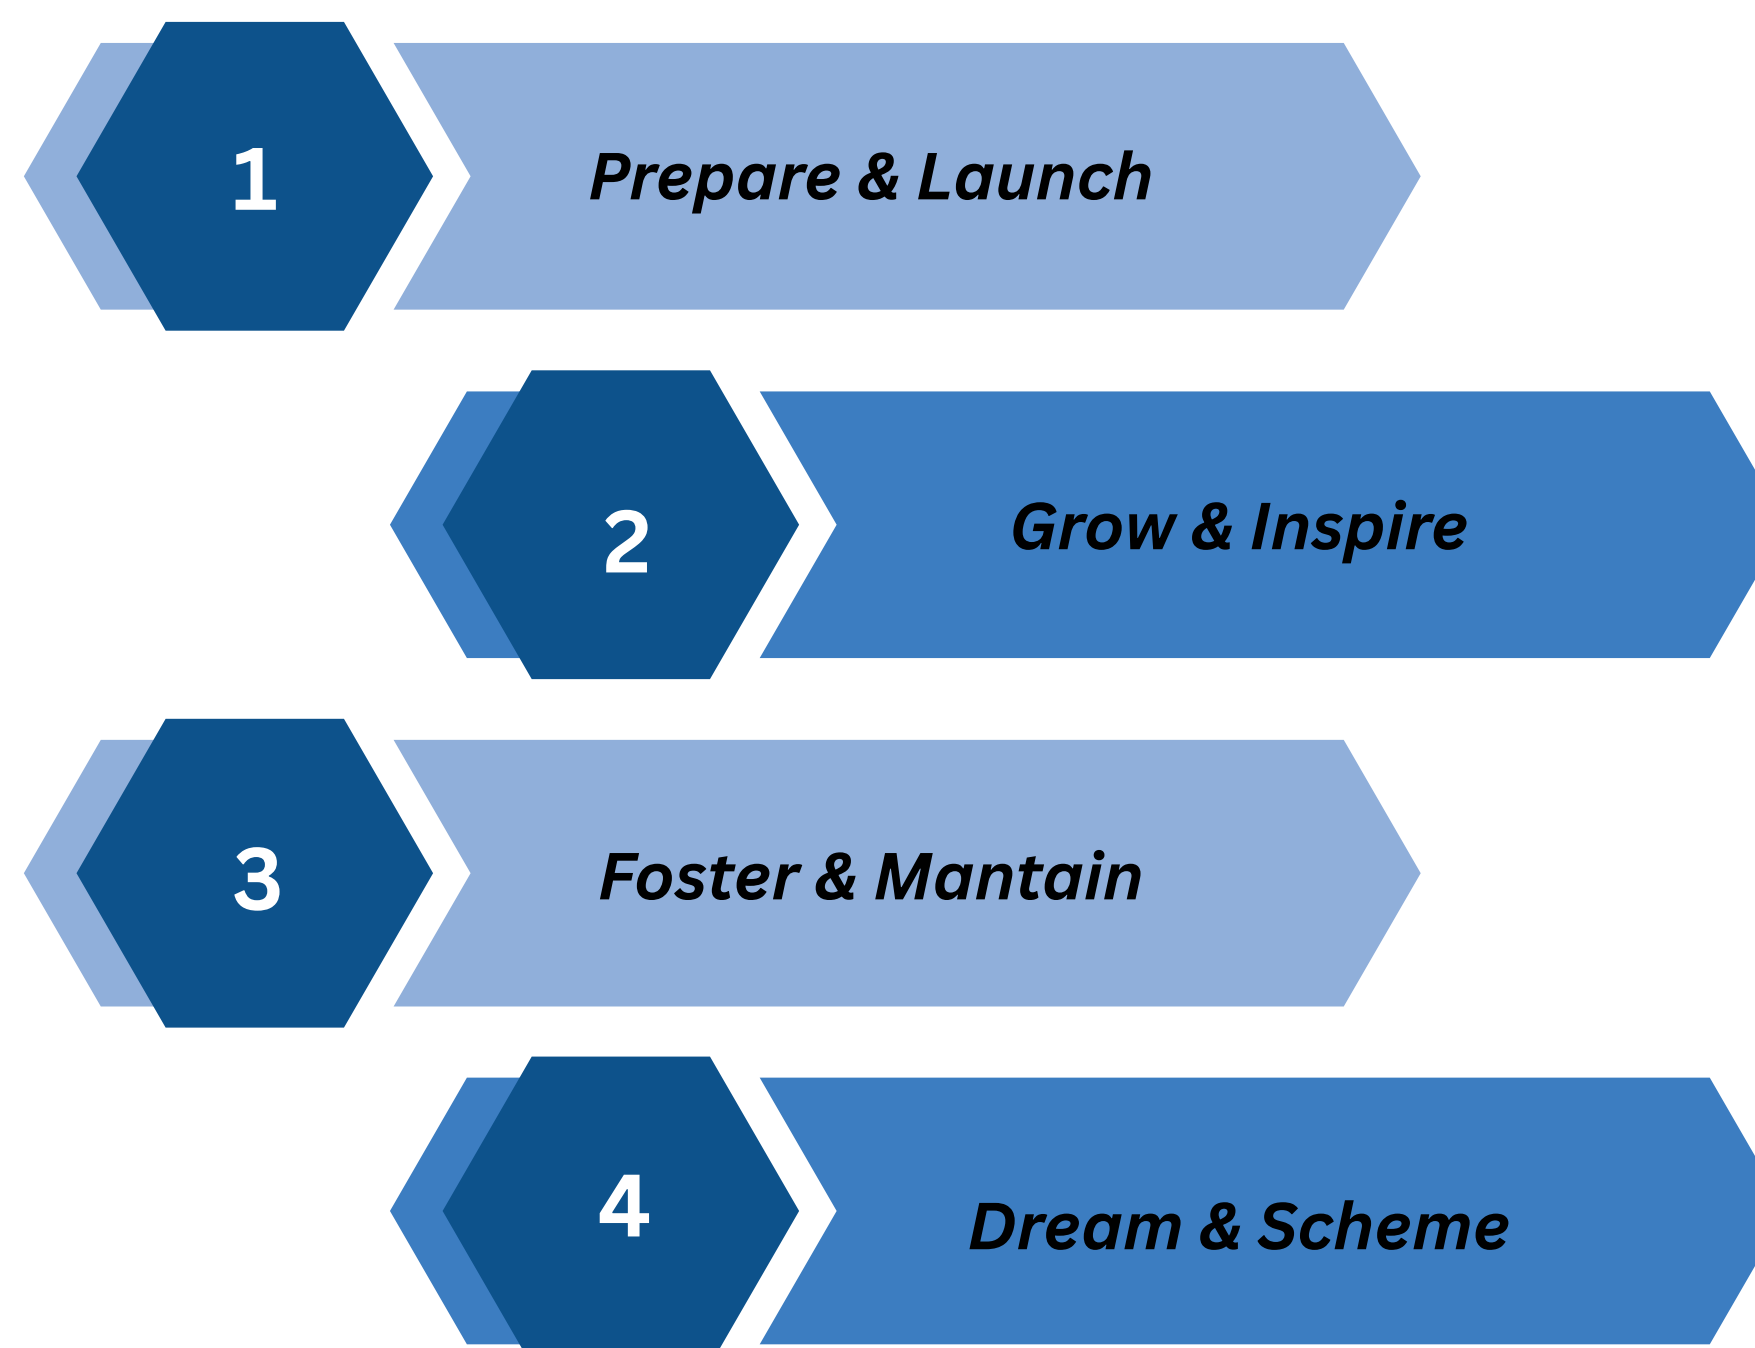 1
Prepare & Launch
2
Grow & Inspire
3
Foster & Mantain
4
Dream & Scheme